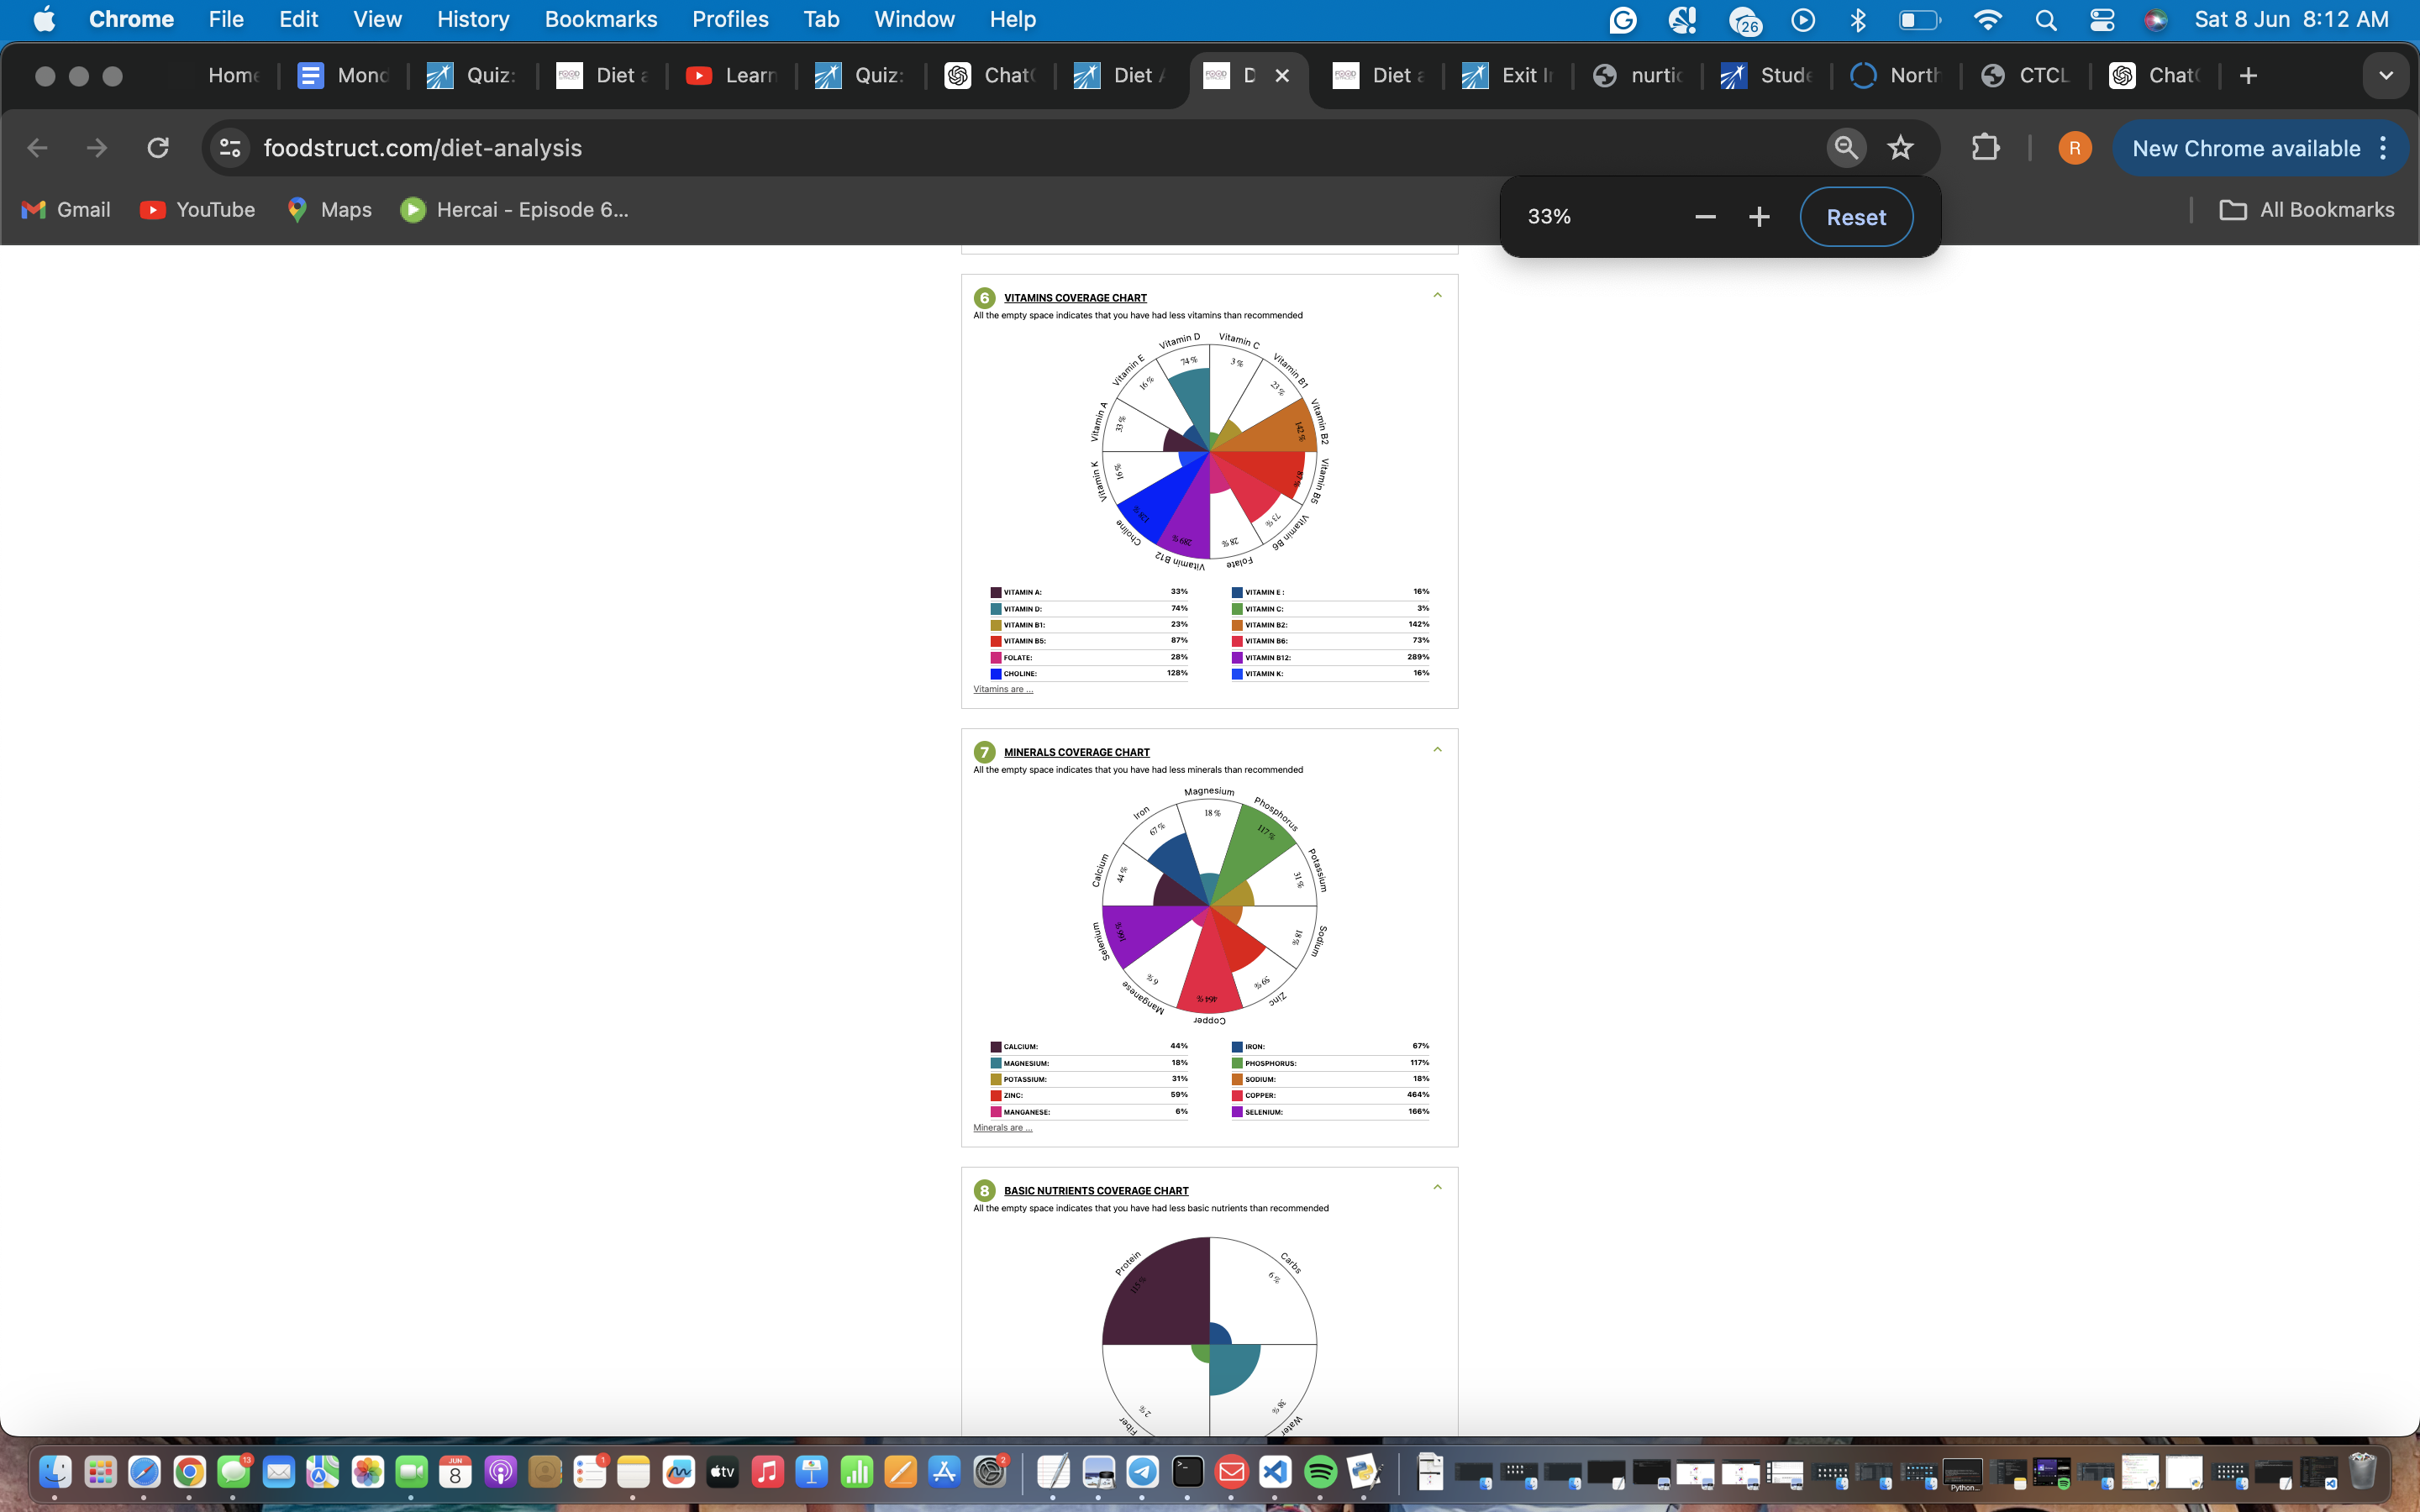 Chrome File Edit View History Bookmarks Profiles Tab Window Help 26 Sat 8 Jun 8:12 AM
Home Mond Quiz: Diet a Learn Quiz: Chat Diet A D Diet a Exit I nurtic Stude North CTCL Chat
foodstruct.com/diet-analysis R New Chrome available
Gmail YouTube Maps Hercai - Episode 6... All Bookmarks
33% Reset
6 VITAMINS COVERAGE CHART
All the empty space indicates that you have had less vitamins than recommended
Vitamin D Vitamin C
74 % 3 %
Vitamin E Vitamin B1
16 % 23 %
Vitamin A Vitamin B2
33 % 142 %
Vitamin K Vitamin B5
16 % 87 %
Choline Vitamin B6
128 % 73 %
289 % 28 %
Vitamin B12 Folate
VITAMIN A: 33% VITAMIN E : 16%
VITAMIN D: 74% VITAMIN C: 3%
VITAMIN B1: 23% VITAMIN B2: 142%
VITAMIN B5: 87% VITAMIN B6: 73%
FOLATE: 28% VITAMIN B12: 289%
CHOLINE: 128% VITAMIN K: 16%
Vitamins are ...
7 MINERALS COVERAGE CHART
All the empty space indicates that you have had less minerals than recommended
Magnesium
18 %
Iron Phosphorus
67 % 117 %
Calcium Potassium
44 % 31 %
Selenium Sodium
166 % 18 %
Manganese Zinc
6 % 59 %
464 %
Copper
CALCIUM: 44% IRON: 67%
MAGNESIUM: 18% PHOSPHORUS: 117%
POTASSIUM: 31% SODIUM: 18%
ZINC: 59% COPPER: 464%
MANGANESE: 6% SELENIUM: 166%
Minerals are ...
8 BASIC NUTRIENTS COVERAGE CHART
All the empty space indicates that you have had less basic nutrients than recommended
Protein Carbs
6 %
2 % 38 %
Fiber Water
13 JUN 8 1 tv 2 Python...